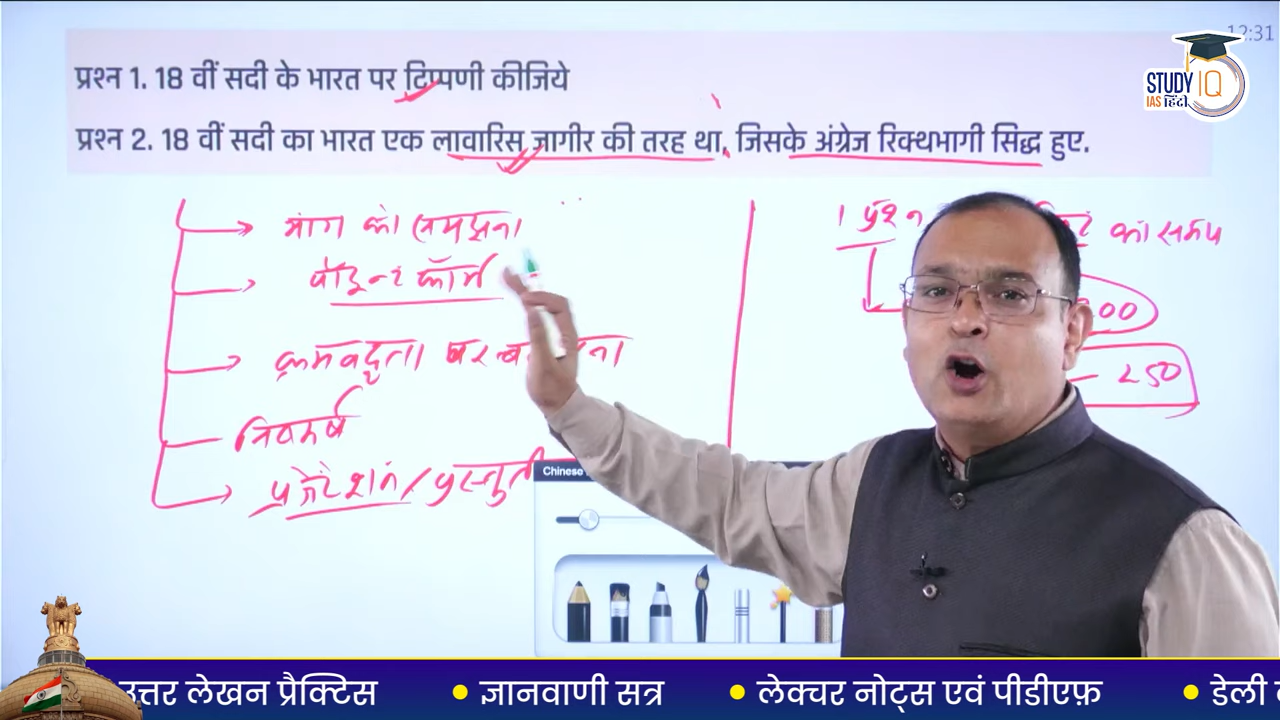 12:31
STUDY IQ
IAS हिंदी
प्रश्न 1. 18 वीं सदी के भारत पर टिप्पणी कीजिये
प्रश्न 2. 18 वीं सदी का भारत एक लावारिस जागीर की तरह था, जिसके अंग्रेज रिक्थभागी सिद्ध हुए.
मांग को समझना
पॉइन्ट फॉर्म
क्रमबद्धता
निष्कर्ष
प्रजेंटेशन / प्रस्तुती
1 प्रश्न
का समय
00
- 250
Chinese
उत्तर लेखन प्रैक्टिस • ज्ञानवाणी सत्र • लेक्चर नोट्स एवं पीडीएफ़ • डेली